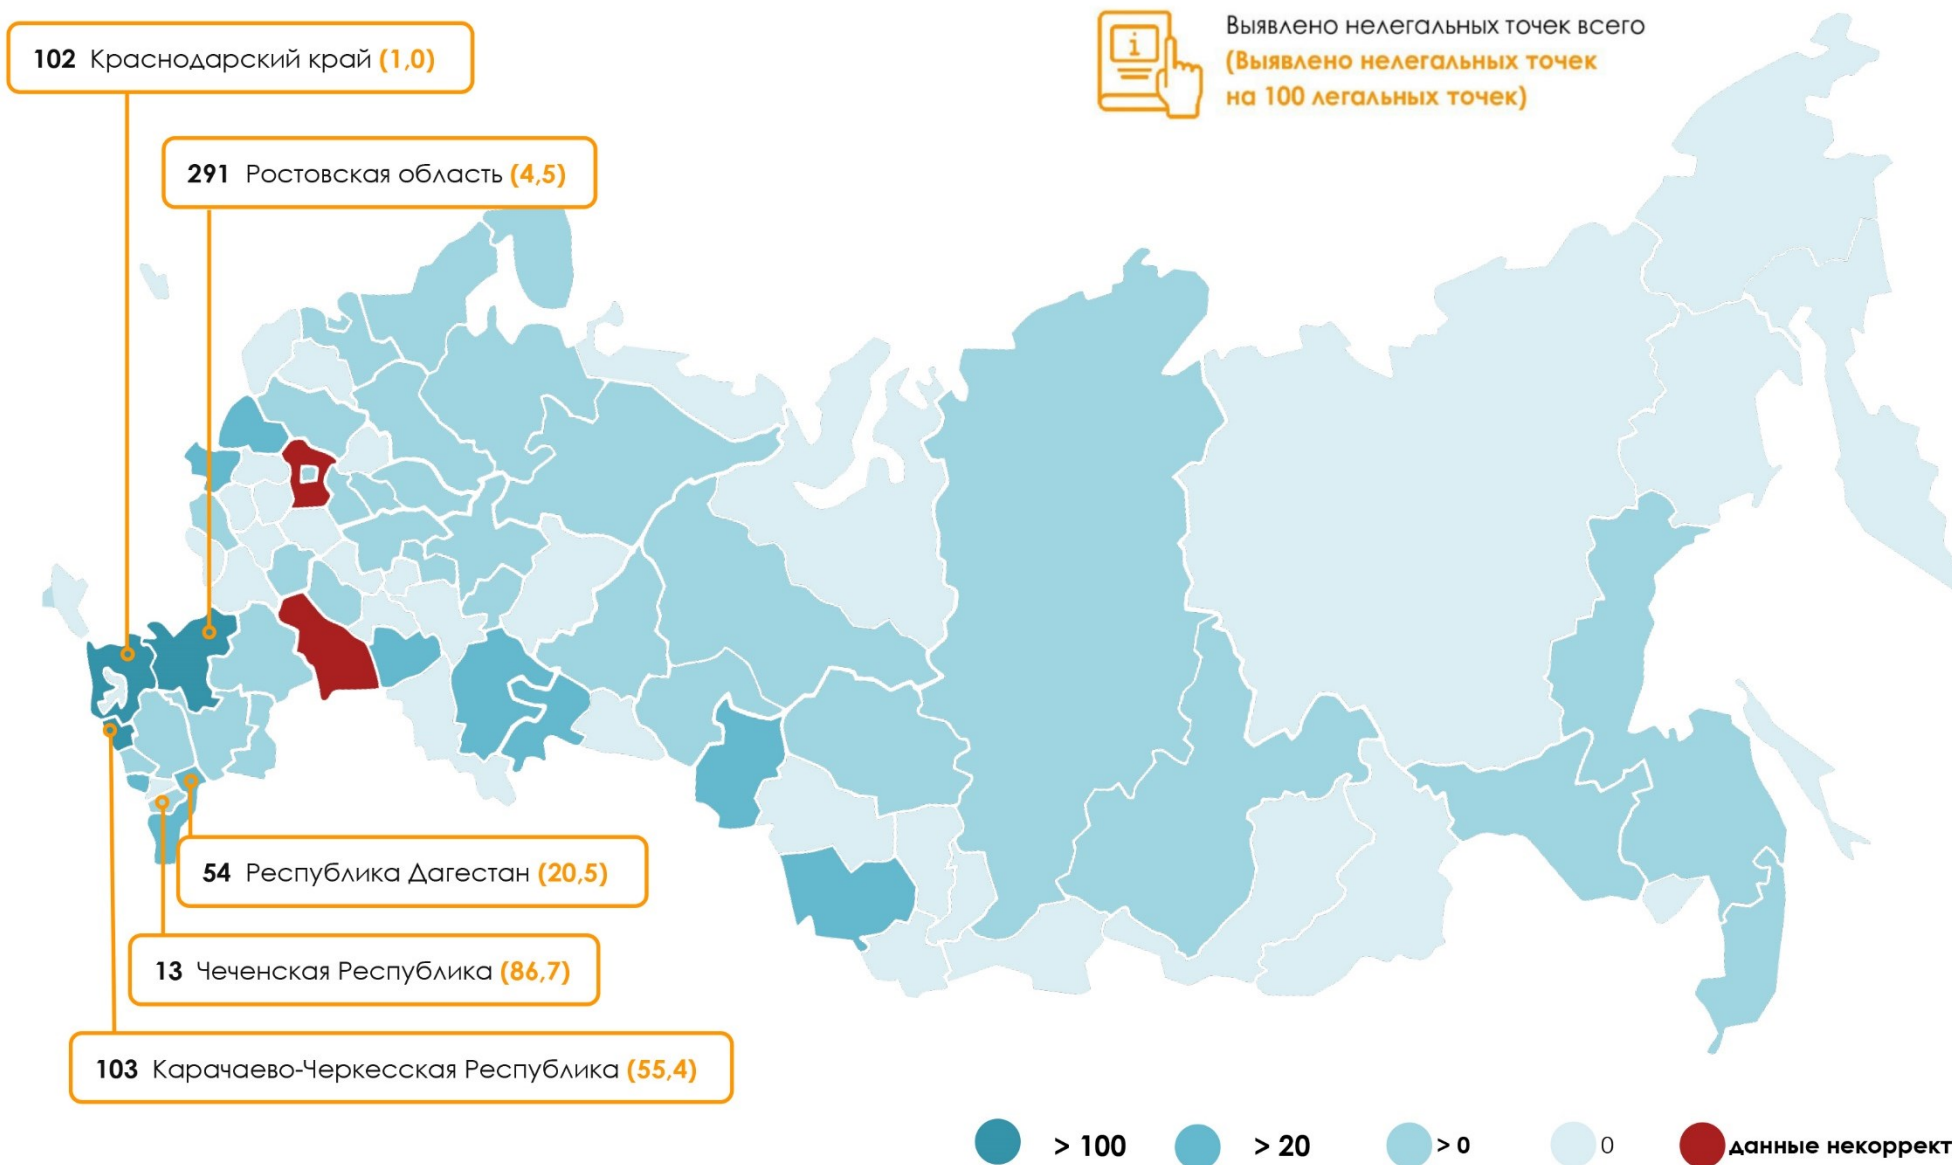 102 Краснодарский край (1,0)
291 Ростовская область (4,5)
i
Выявлено нелегальных точек всего
(Выявлено нелегальных точек
на 100 легальных точек)
54 Республика Дагестан (20,5)
13 Чеченская Республика (86,7)
103 Карачаево-Черкесская Республика (55,4)
> 100
> 20
> 0
0
данные некоррект